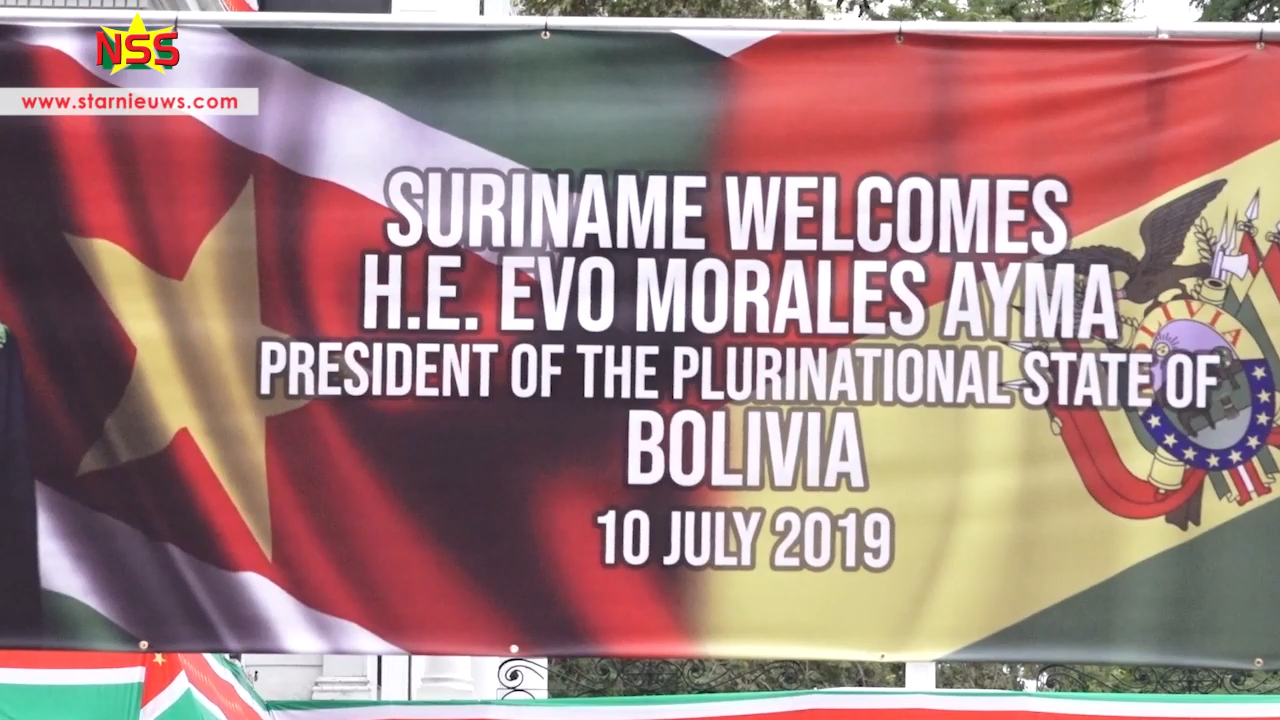 NSS
www.starnieuws.com
SURINAME WELCOMES
H.E. EVO MORALES AYMA
PRESIDENT OF THE PLURINATIONAL STATE OF
BOLIVIA
10 JULY 2019
LIVIA